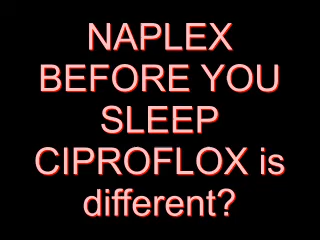 NAPLEX
BEFORE YOU
SLEEP
CIPROFLOX is
different?